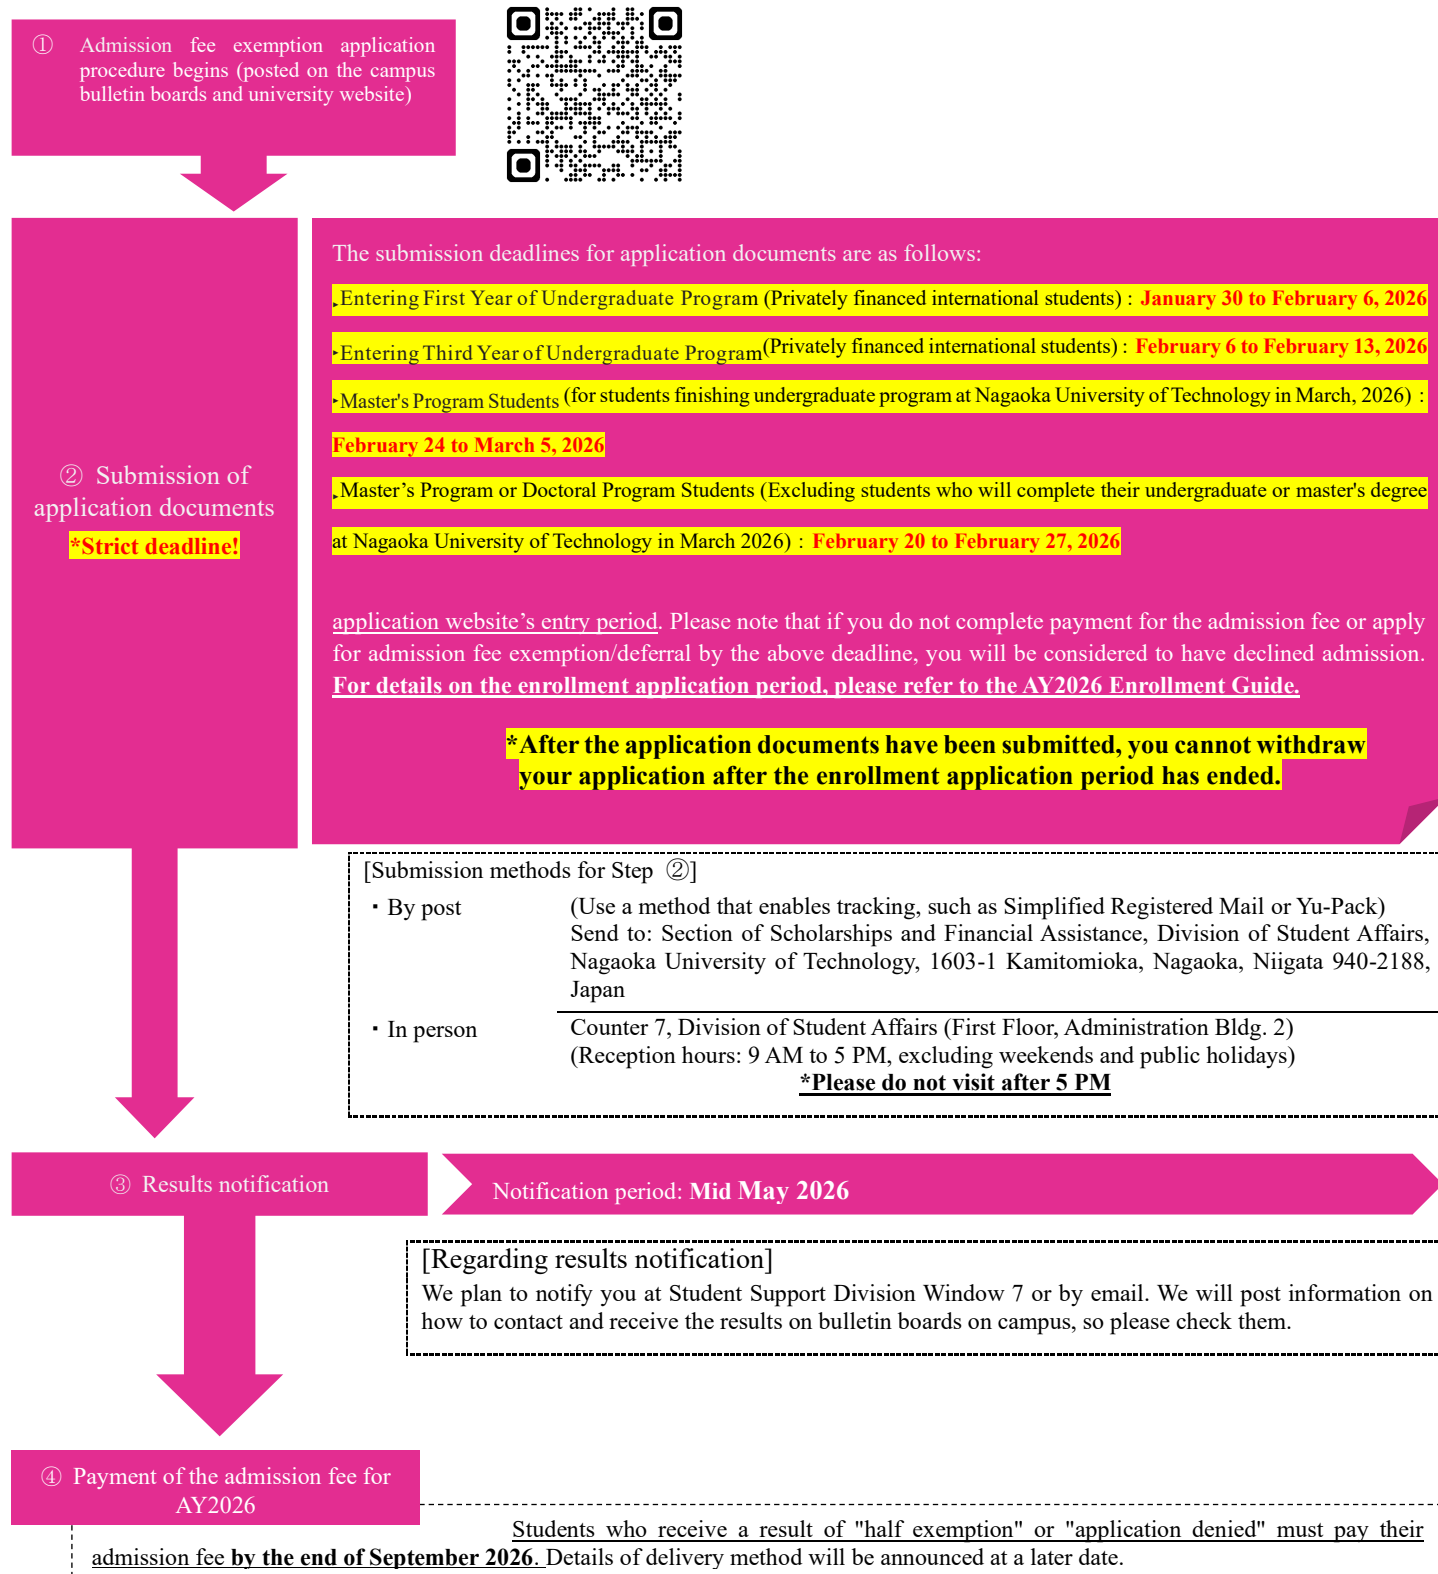 ① Admission fee exemption application
procedure begins (posted on the campus
bulletin boards and university website)
② Submission of
application documents
*Strict deadline!
The submission deadlines for application documents are as follows:
▸Entering First Year of Undergraduate Program (Privately financed international students) : January 30 to February 6, 2026
▸Entering Third Year of Undergraduate Program(Privately financed international students) : February 6 to February 13, 2026
▸Master's Program Students (for students finishing undergraduate program at Nagaoka University of Technology in March, 2026) :
February 24 to March 5, 2026
▸Master’s Program or Doctoral Program Students (Excluding students who will complete their undergraduate or master's degree
at Nagaoka University of Technology in March 2026) : February 20 to February 27, 2026
application website’s entry period. Please note that if you do not complete payment for the admission fee or apply
for admission fee exemption/deferral by the above deadline, you will be considered to have declined admission.
For details on the enrollment application period, please refer to the AY2026 Enrollment Guide.
*After the application documents have been submitted, you cannot withdraw
your application after the enrollment application period has ended.
[Submission methods for Step ②]
・By post (Use a method that enables tracking, such as Simplified Registered Mail or Yu-Pack)
Send to: Section of Scholarships and Financial Assistance, Division of Student Affairs,
Nagaoka University of Technology, 1603-1 Kamitomioka, Nagaoka, Niigata 940-2188,
Japan
・In person Counter 7, Division of Student Affairs (First Floor, Administration Bldg. 2)
(Reception hours: 9 AM to 5 PM, excluding weekends and public holidays)
*Please do not visit after 5 PM
③ Results notification
Notification period: Mid May 2026
[Regarding results notification]
We plan to notify you at Student Support Division Window 7 or by email. We will post information on
how to contact and receive the results on bulletin boards on campus, so please check them.
④ Payment of the admission fee for
AY2026
Students who receive a result of "half exemption" or "application denied" must pay their
admission fee by the end of September 2026. Details of delivery method will be announced at a later date.